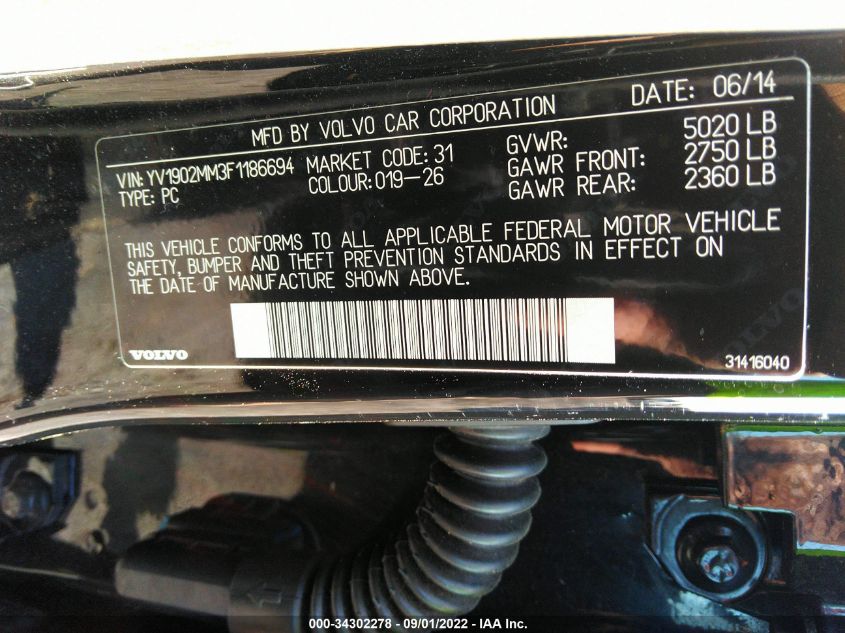 MFD BY VOLVO CAR CORPORATION DATE: 06/14
VIN: YV1902MM3F1186694 MARKET CODE: 31 GVWR: 5020 LB
TYPE: PC COLOUR: 019-26 GAWR FRONT: 2750 LB
GAWR REAR: 2360 LB
THIS VEHICLE CONFORMS TO ALL APPLICABLE FEDERAL MOTOR VEHICLE
SAFETY, BUMPER AND THEFT PREVENTION STANDARDS IN EFFECT ON
THE DATE OF MANUFACTURE SHOWN ABOVE.
VOLVO 31416040
000-34302278 - 09/01/2022 - IAA Inc.